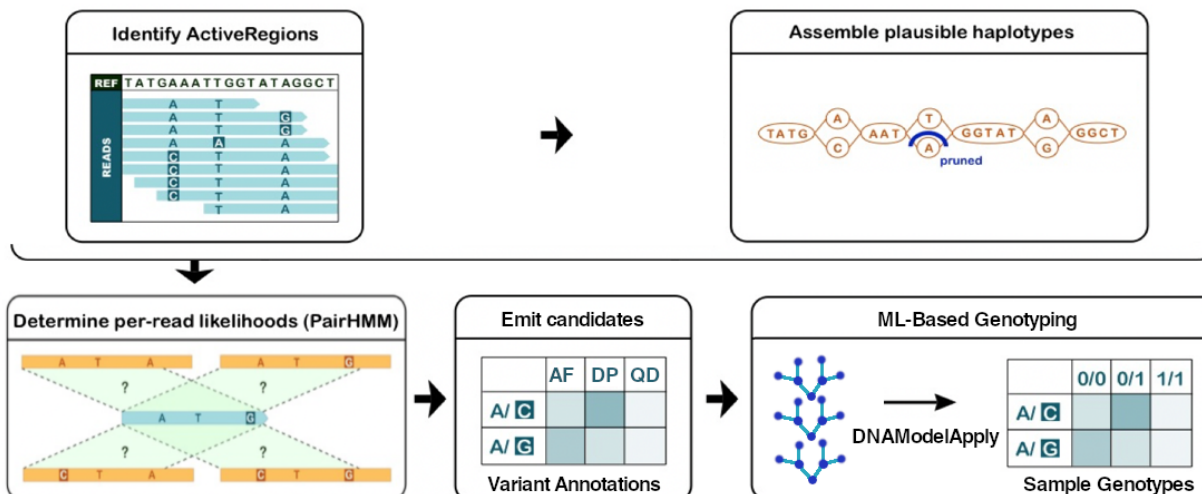 Identify ActiveRegions
REF TATGAAATTGGTATAGGCT
READS
A T
A T G
A T G
A A A
C T A
C T A
C T A
C T A
T A
Assemble plausible haplotypes
TATG A C AAT T A GGTAT A G GGCT
pruned
Determine per-read likelihoods (PairHMM)
A T A A T G
? ?
A T G
? ?
C T A C T G
Emit candidates
AF DP QD
A/ C
A/ G
Variant Annotations
ML-Based Genotyping
DNAModelApply
0/0 0/1 1/1
A/ C
A/ G
Sample Genotypes